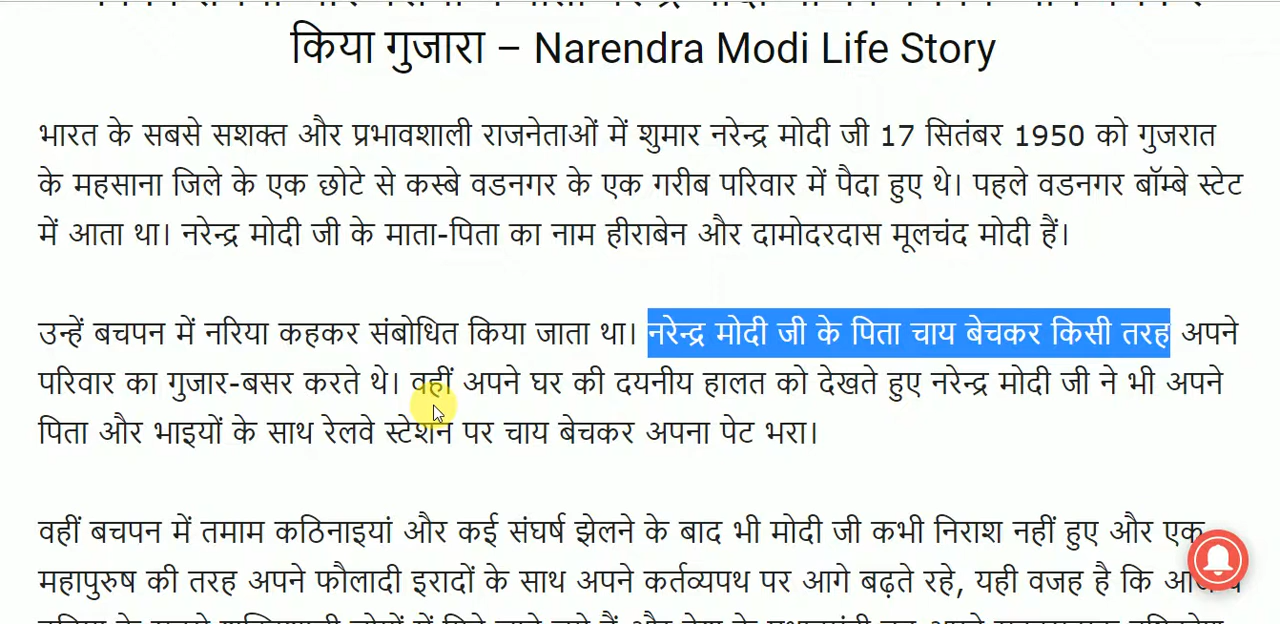 किया गुजारा – Narendra Modi Life Story
भारत के सबसे सशक्त और प्रभावशाली राजनेताओं में शुमार नरेन्द्र मोदी जी 17 सितंबर 1950 को गुजरात
के महसाना जिले के एक छोटे से कस्बे वडनगर के एक गरीब परिवार में पैदा हुए थे। पहले वडनगर बॉम्बे स्टेट
में आता था। नरेन्द्र मोदी जी के माता-पिता का नाम हीराबेन और दामोदरदास मूलचंद मोदी हैं।
उन्हें बचपन में नरिया कहकर संबोधित किया जाता था। नरेन्द्र मोदी जी के पिता चाय बेचकर किसी तरह अपने
परिवार का गुजार-बसर करते थे। वहीं अपने घर की दयनीय हालत को देखते हुए नरेन्द्र मोदी जी ने भी अपने
पिता और भाइयों के साथ रेलवे स्टेशन पर चाय बेचकर अपना पेट भरा।
वहीं बचपन में तमाम कठिनाइयां और कई संघर्ष झेलने के बाद भी मोदी जी कभी निराश नहीं हुए और एक
महापुरुष की तरह अपने फौलादी इरादों के साथ अपने कर्तव्यपथ पर आगे बढ़ते रहे, यही वजह है कि